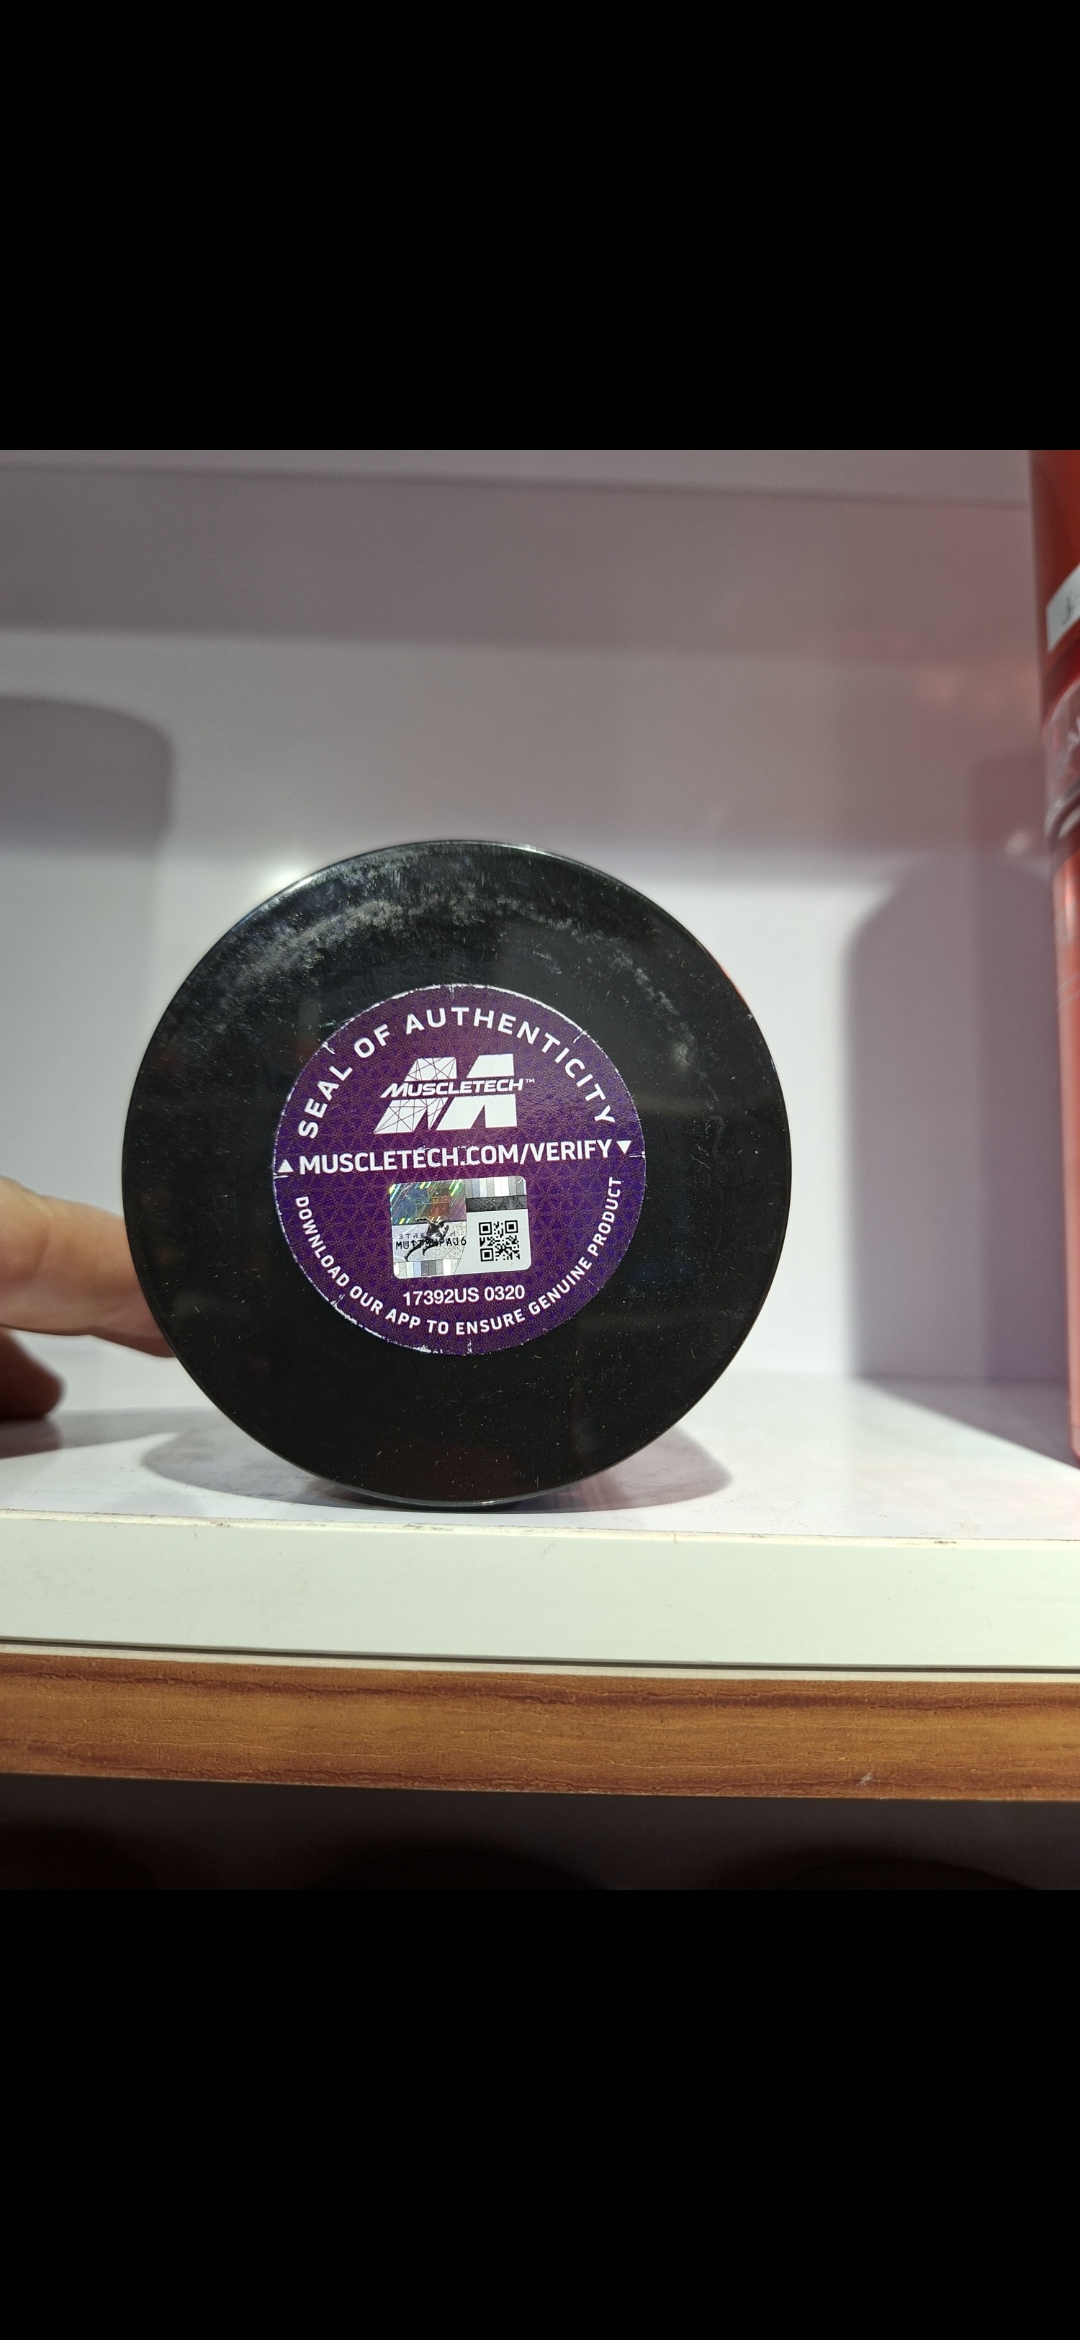 SEAL OF AUTHENTICITY
MUSCLETECH™
▲MUSCLETECH.COM/VERIFY▼
17392US 0320
DOWNLOAD OUR APP TO ENSURE GENUINE PRODUCT